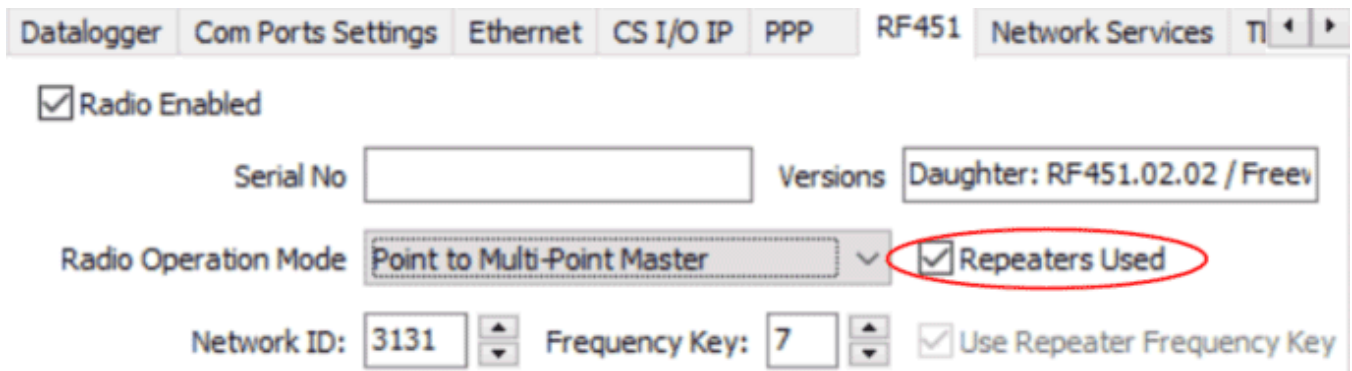 Datalogger Com Ports Settings Ethernet CS I/O IP PPP RF451 Network Services
Radio Enabled
Serial No Versions Daughter: RF451.02.02 /
Radio Operation Mode Point to Multi-Point Master Repeaters Used
Network ID: 3131 Frequency Key: 7 Use Repeater Frequency Key